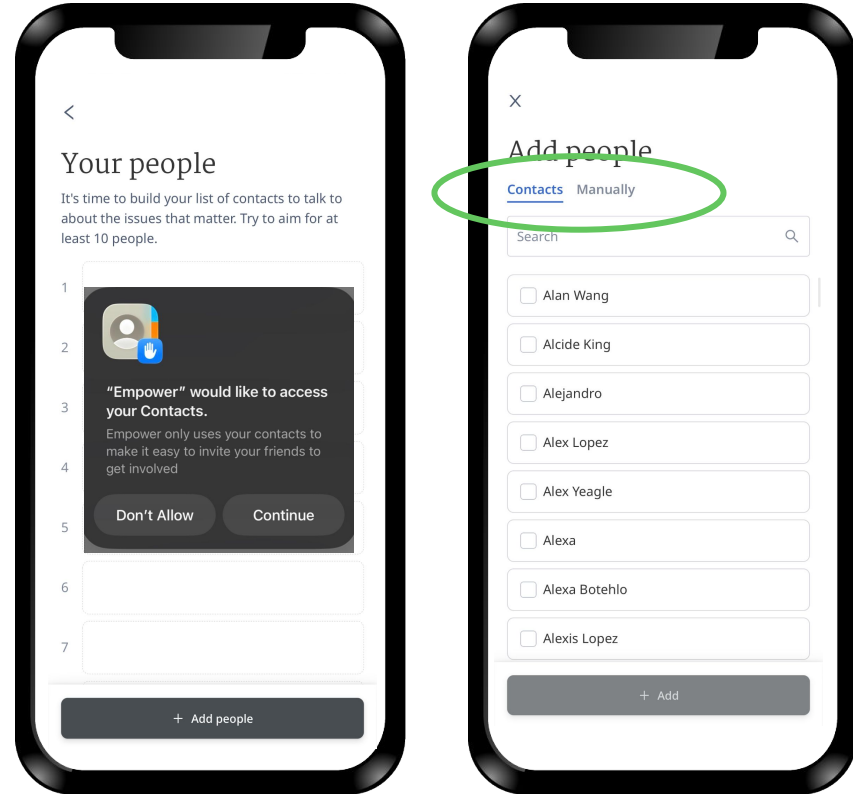 Your people
It's time to build your list of contacts to talk to
about the issues that matter. Try to aim for at
least 10 people.
1
“Empower” would like to access
your Contacts.
Empower only uses your contacts to
make it easy to invite your friends to
get involved
Don’t Allow Continue
2
3
4
5
6
7
+ Add people
Add people
Contacts Manually
Search
Alan Wang
Alcide King
Alejandro
Alex Lopez
Alex Yeagle
Alexa
Alexa Botehlo
Alexis Lopez
+ Add